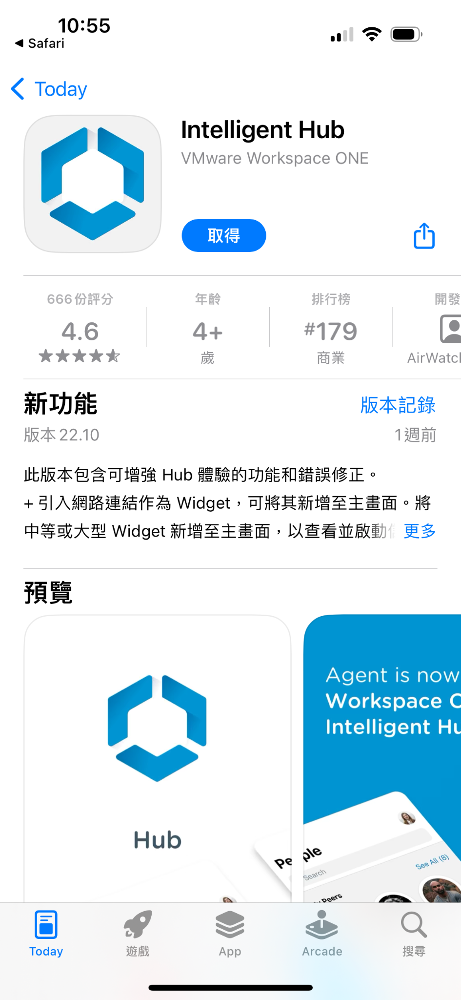 10:55
Safari
Today
Intelligent Hub
VMware Workspace ONE
取得
666 份評分
年齡
排行榜
開發
4.6
4+
#179
歲
商業
AirWatch
新功能
版本記錄
版本 22.10
1 週前
此版本包含可增強 Hub 體驗的功能和錯誤修正。
+ 引入網路連結作為 Widget，可將其新增至主畫面。將
中等或大型 Widget 新增至主畫面，以查看並啟動
更多
預覽
Hub
Agent is now
Workspace
Intelligent
People
Search
See All (8)
Peers
Today
遊戲
App
Arcade
搜尋